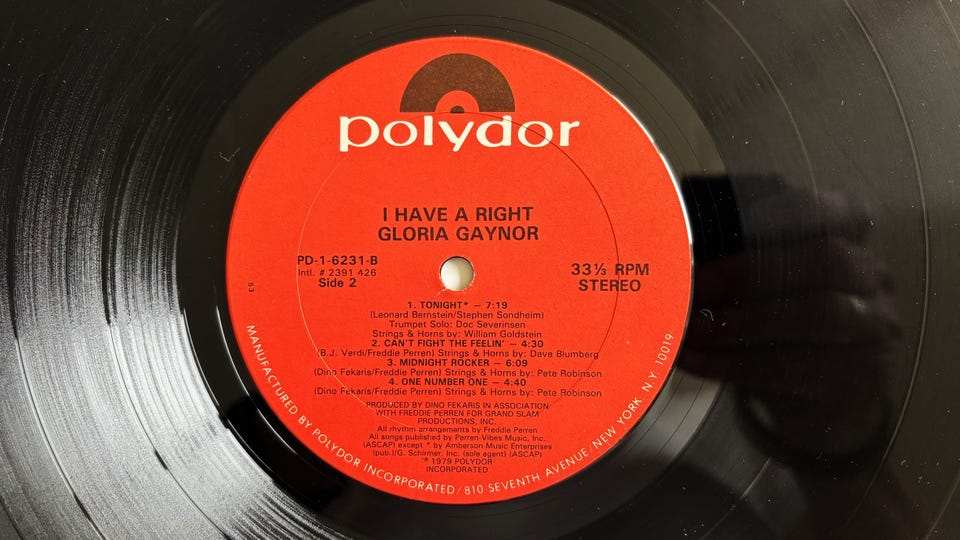 polydor
I HAVE A RIGHT
GLORIA GAYNOR
PD-1-6231-B
Intl. # 2391 426
Side 2
33⅓ RPM
STEREO
53
1. TONIGHT* — 7:19
(Leonard Bernstein/Stephen Sondheim)
Trumpet Solo: Doc Severinsen
Strings & Horns by: William Goldstein
2. CAN'T FIGHT THE FEELIN' — 4:30
(B.J. Verdi/Freddie Perren) Strings & Horns by: Dave Blumberg
3. MIDNIGHT ROCKER — 6:09
(Dino Fekaris/Freddie Perren) Strings & Horns by: Pete Robinson
4. ONE NUMBER ONE — 4:40
(Dino Fekaris/Freddie Perren) Strings & Horns by: Pete Robinson
PRODUCED BY DINO FEKARIS IN ASSOCIATION
WITH FREDDIE PERREN FOR GRAND SLAM
PRODUCTIONS, INC.
All rhythm arrangements by Freddie Perren
All songs published by Perren-Vibes Music, Inc.
(ASCAP) except * by Amberson Music Enterprises
(pub.)/G. Schirmer, Inc. (sole agent) (ASCAP)
℗ 1979 POLYDOR
INCORPORATED
MANUFACTURED BY POLYDOR INCORPORATED/810 SEVENTH AVENUE/NEW YORK N.Y. 10019